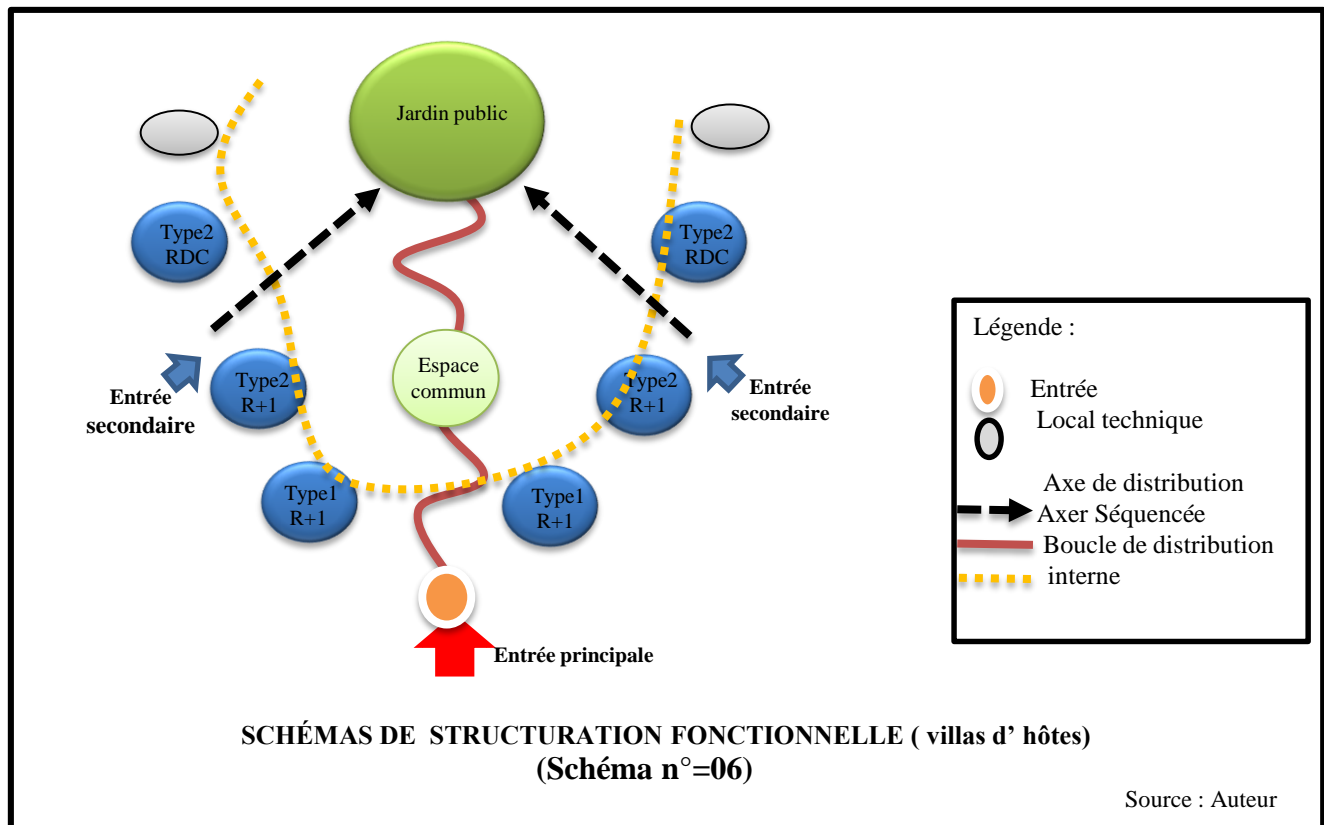 Jardin public
Type2
RDC
Type2
RDC
Entrée
secondaire
Type2
R+1
Espace
commun
Type2
R+1
Entrée
secondaire
Type1
R+1
Type1
R+1
Entrée principale
Légende :
Entrée
Local technique
Axe de distribution
Axer Séquencée
Boucle de distribution
interne
SCHÉMAS DE STRUCTURATION FONCTIONNELLE ( villas d’ hôtes)
(Schéma n°=06)
Source : Auteur